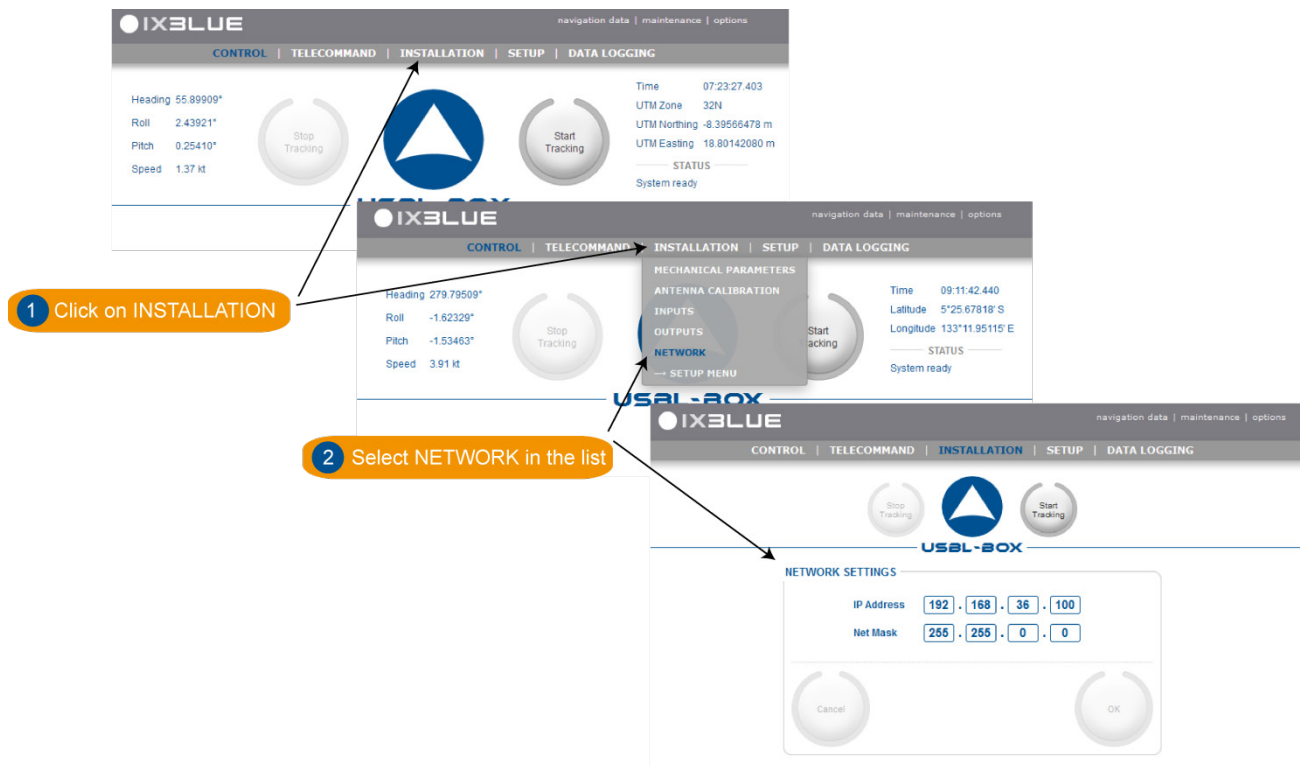 IXBLUE
navigation data | maintenance | options
CONTROL | TELECOMMAND | INSTALLATION | SETUP | DATA LOGGING
Heading 55.89909°
Roll 2.43921°
Pitch 0.25410°
Speed 1.37 kt
Stop
Tracking
Start
Tracking
Time 07:23:27.403
UTM Zone 32N
UTM Northing -8.39566478 m
UTM Easting 18.80142080 m
STATUS
System ready
USBL-BOX
1 Click on INSTALLATION
IXBLUE
navigation data | maintenance | options
CONTROL | TELECOMMAND INSTALLATION | SETUP | DATA LOGGING
MECHANICAL PARAMETERS
ANTENNA CALIBRATION
INPUTS
OUTPUTS
NETWORK
→ SETUP MENU
Heading 279.79509°
Roll -1.62329°
Pitch -1.53463°
Speed 3.91 kt
Stop
Tracking
Start
acking
Time 09:11:42.440
Latitude 5°25.67818' S
Longitude 133°11.95115' E
STATUS
System ready
USBL-BOX
2 Select NETWORK in the list
IXBLUE
navigation data | maintenance | options
CONTROL | TELECOMMAND | INSTALLATION | SETUP | DATA LOGGING
Stop
Tracking
Start
Tracking
USBL-BOX
NETWORK SETTINGS
IP Address 192 . 168 . 36 . 100
Net Mask 255 . 255 . 0 . 0
Cancel
OK